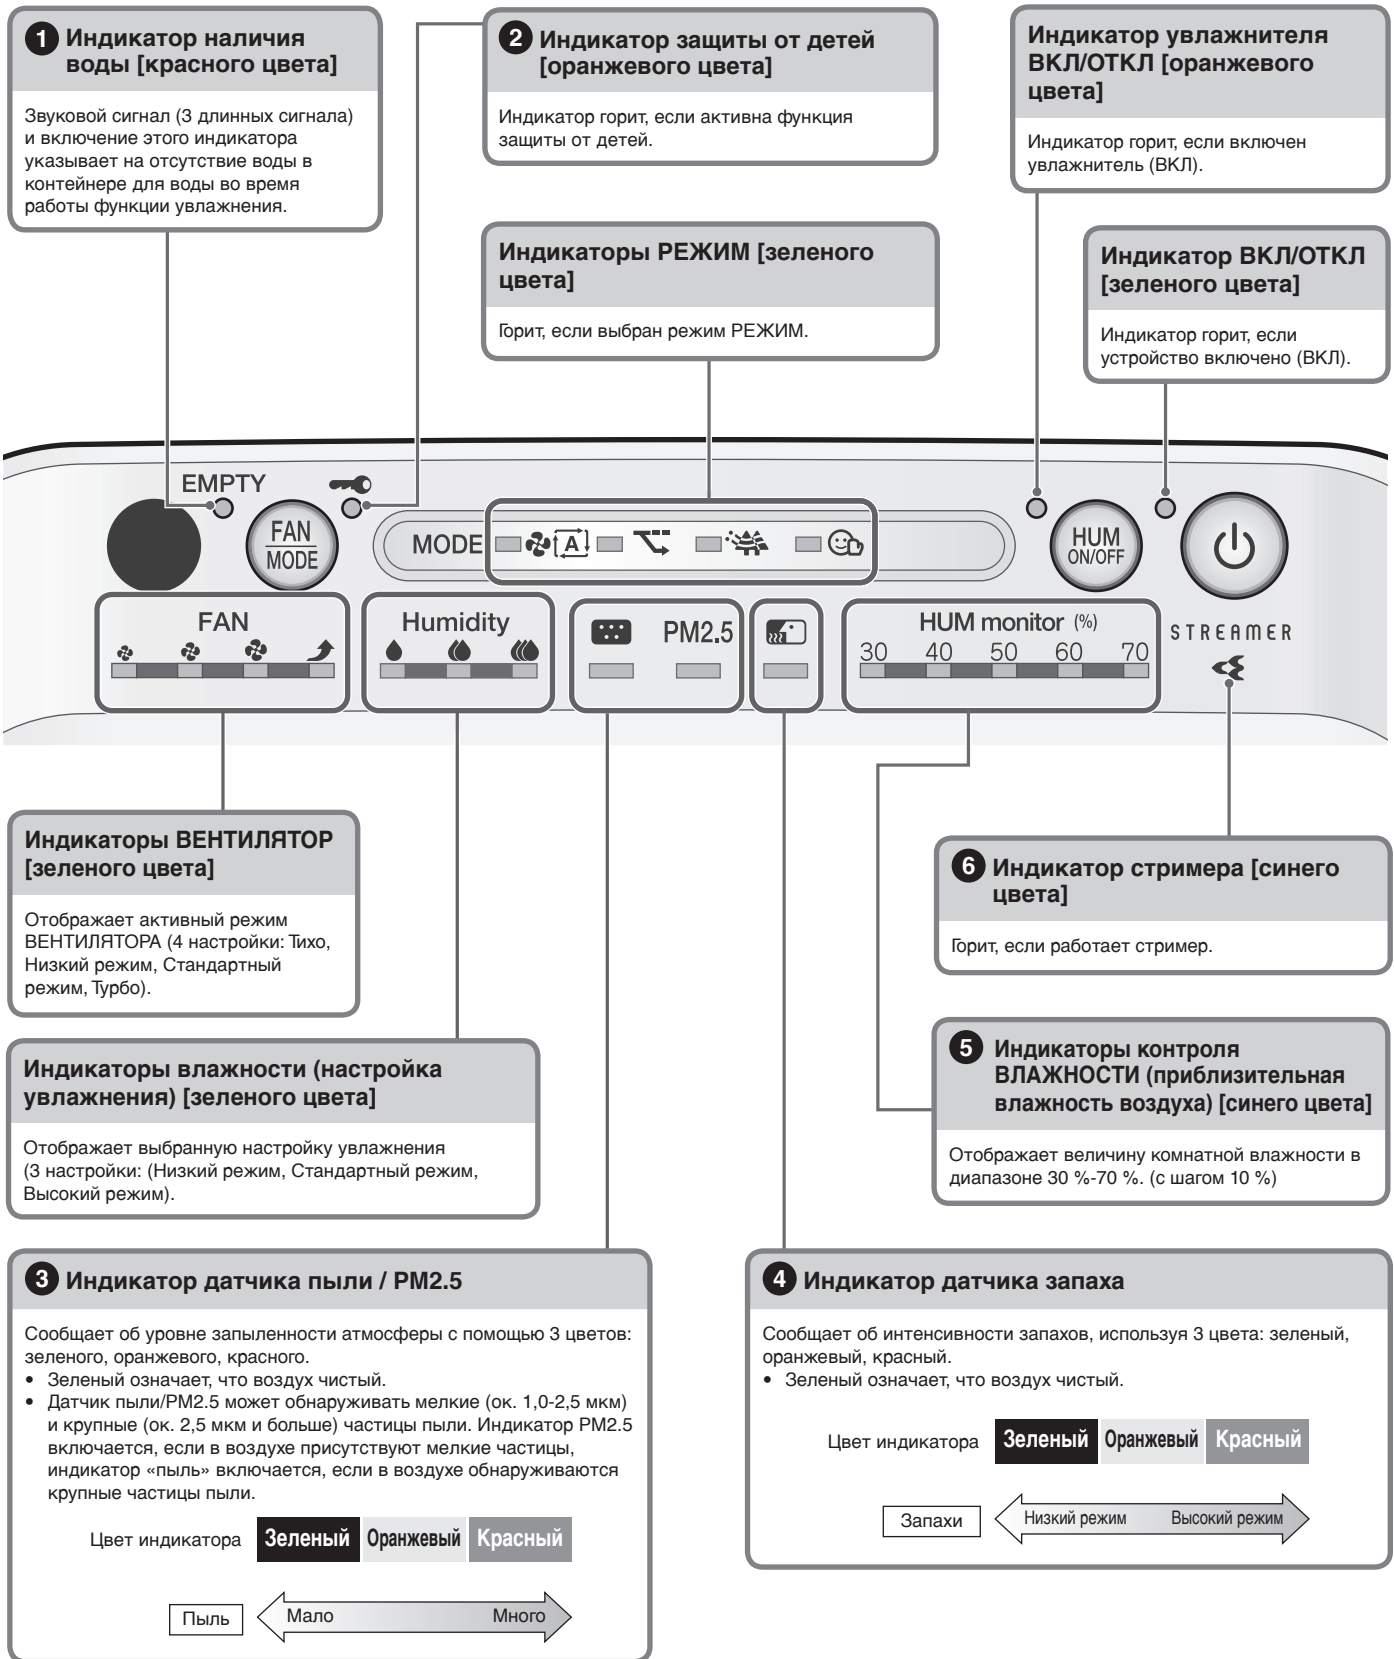 1 Индикатор наличия
воды [красного цвета]
Звуковой сигнал (3 длинных сигнала)
и включение этого индикатора
указывает на отсутствие воды в
контейнере для воды во время
работы функции увлажнения.
2 Индикатор защиты от детей
[оранжевого цвета]
Индикатор горит, если активна функция
защиты от детей.
Индикатор увлажнителя
ВКЛ/ОТКЛ [оранжевого
цвета]
Индикатор горит, если включен
увлажнитель (ВКЛ).
Индикаторы РЕЖИМ [зеленого
цвета]
Горит, если выбран режим РЕЖИМ.
Индикатор ВКЛ/ОТКЛ
[зеленого цвета]
Индикатор горит, если
устройство включено (ВКЛ).
EMPTY
FAN
MODE
MODE
A
HUM
ON/OFF
FAN
Humidity
PM2.5
HUM monitor (%)
30 40 50 60 70
STREAMER
Индикаторы ВЕНТИЛЯТОР
[зеленого цвета]
Отображает активный режим
ВЕНТИЛЯТОРА (4 настройки: Тихо,
Низкий режим, Стандартный
режим, Турбо).
6 Индикатор стримера [синего
цвета]
Горит, если работает стример.
Индикаторы влажности (настройка
увлажнения) [зеленого цвета]
Отображает выбранную настройку увлажнения
(3 настройки: (Низкий режим, Стандартный режим,
Высокий режим).
5 Индикаторы контроля
ВЛАЖНОСТИ (приблизительная
влажность воздуха) [синего цвета]
Отображает величину комнатной влажности в
диапазоне 30 %-70 %. (с шагом 10 %)
3 Индикатор датчика пыли / PM2.5
Сообщает об уровне запыленности атмосферы с помощью 3 цветов:
зеленого, оранжевого, красного.
• Зеленый означает, что воздух чистый.
• Датчик пыли/PM2.5 может обнаруживать мелкие (ок. 1,0-2,5 мкм)
и крупные (ок. 2,5 мкм и больше) частицы пыли. Индикатор PM2.5
включается, если в воздухе присутствуют мелкие частицы,
индикатор «пыль» включается, если в воздухе обнаруживаются
крупные частицы пыли.
Цвет индикатора Зеленый Оранжевый Красный
Пыль Мало Много
4 Индикатор датчика запаха
Сообщает об интенсивности запахов, используя 3 цвета: зеленый,
оранжевый, красный.
• Зеленый означает, что воздух чистый.
Цвет индикатора Зеленый Оранжевый Красный
Запахи Низкий режим Высокий режим